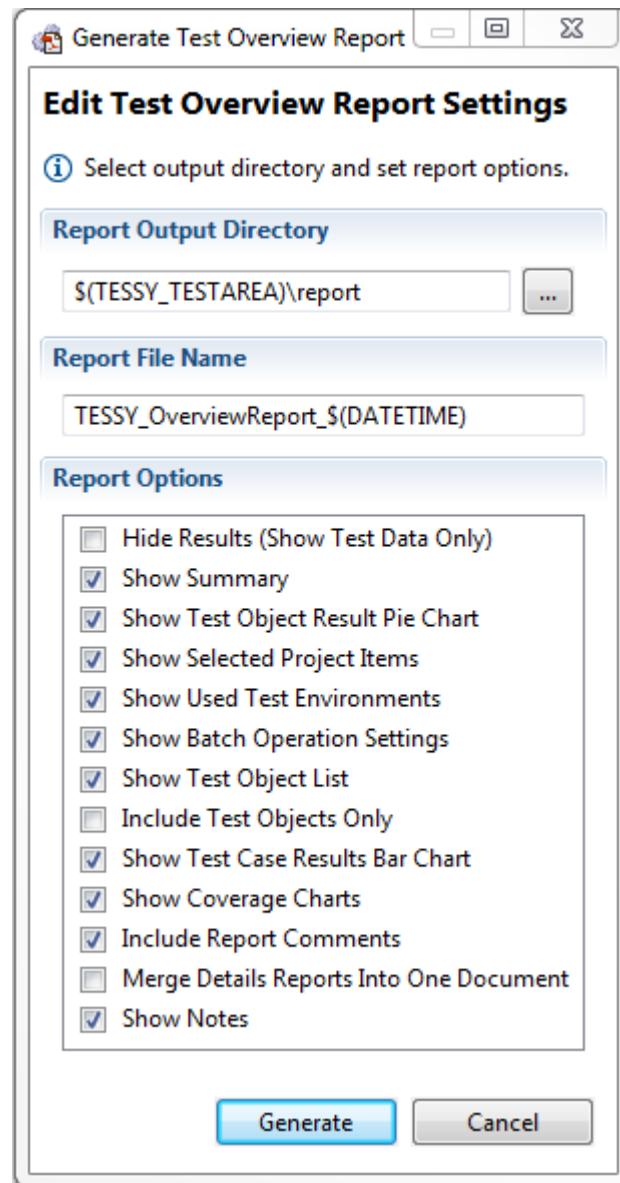 Generate Test Overview Report
Edit Test Overview Report Settings
Select output directory and set report options.
Report Output Directory
$(TESSY_TESTAREA)\report
...
Report File Name
TESSY_OverviewReport_$(DATETIME)
Report Options
Hide Results (Show Test Data Only)
Show Summary
Show Test Object Result Pie Chart
Show Selected Project Items
Show Used Test Environments
Show Batch Operation Settings
Show Test Object List
Include Test Objects Only
Show Test Case Results Bar Chart
Show Coverage Charts
Include Report Comments
Merge Details Reports Into One Document
Show Notes
Generate Cancel